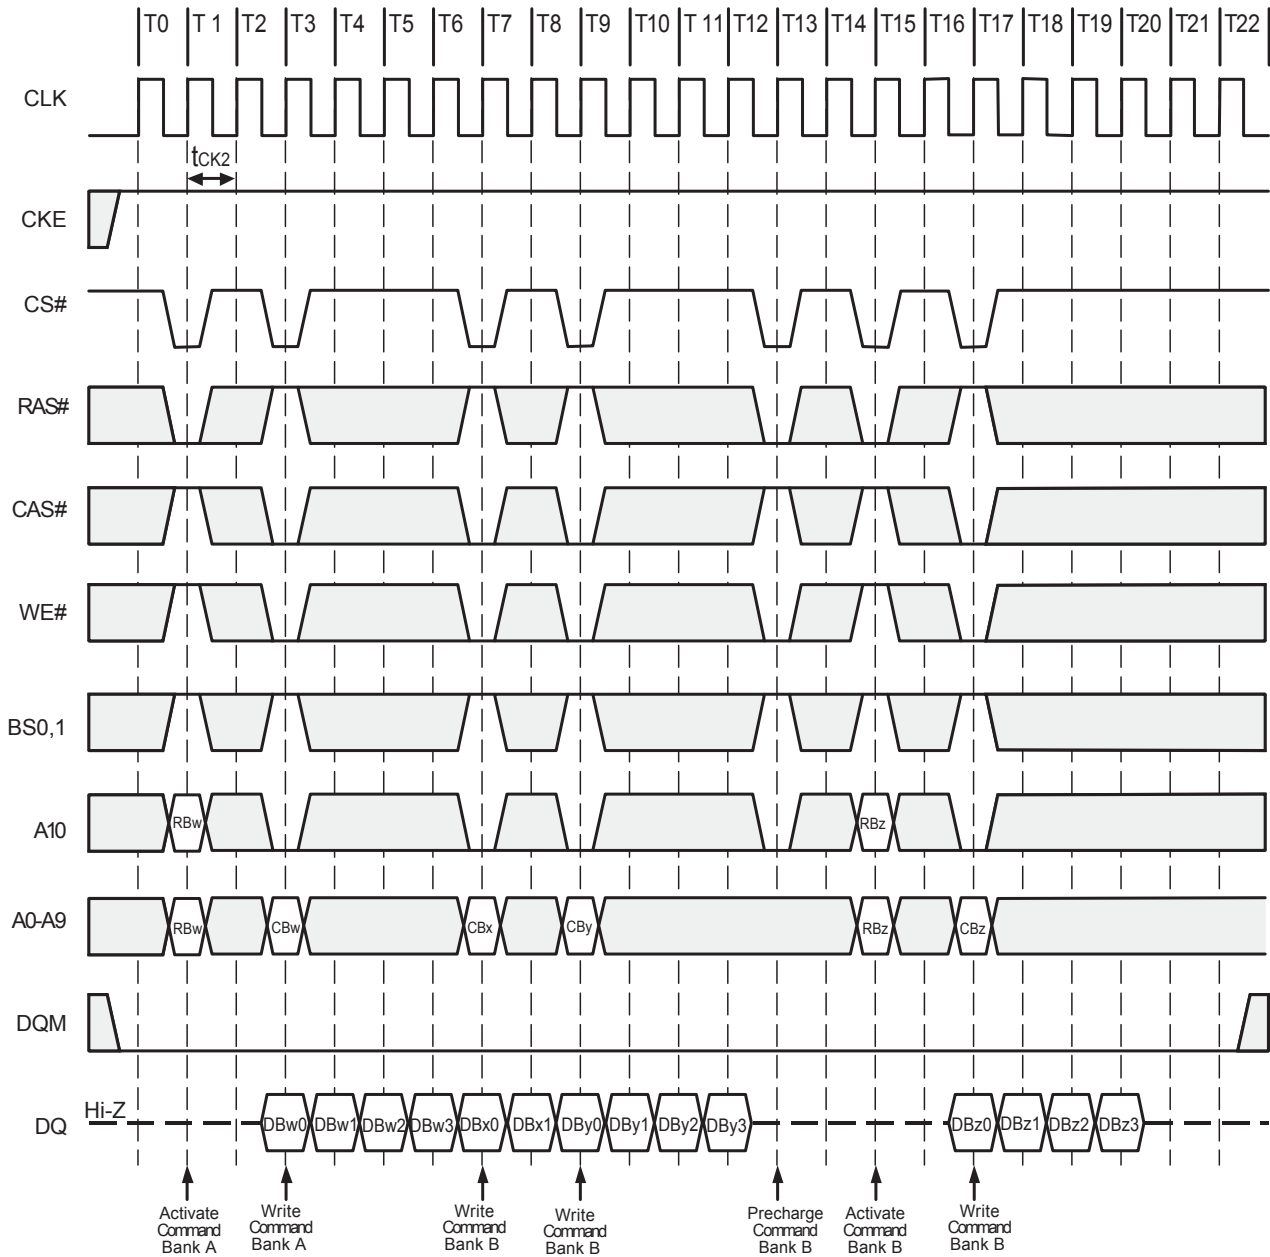 T0 T 1 T2 T3 T4 T5 T6 T7 T8 T9 T10 T 11 T12 T13 T14 T15 T16 T17 T18 T19 T20 T21 T22
CLK
tCK2
CKE
CS#
RAS#
CAS#
WE#
BS0,1
A10 RBw RBz
A0-A9 RBw CBw CBx CBy RBz CBz
DQM
DQ Hi-Z DBw0 DBw1 DBw2 DBw3 DBx0 DBx1 DBy0 DBy1 DBy2 DBy3 DBz0 DBz1 DBz2 DBz3
Activate
Command
Bank A
Write
Command
Bank A
Write
Command
Bank B
Write
Command
Bank B
Precharge
Command
Bank B
Activate
Command
Bank B
Write
Command
Bank B